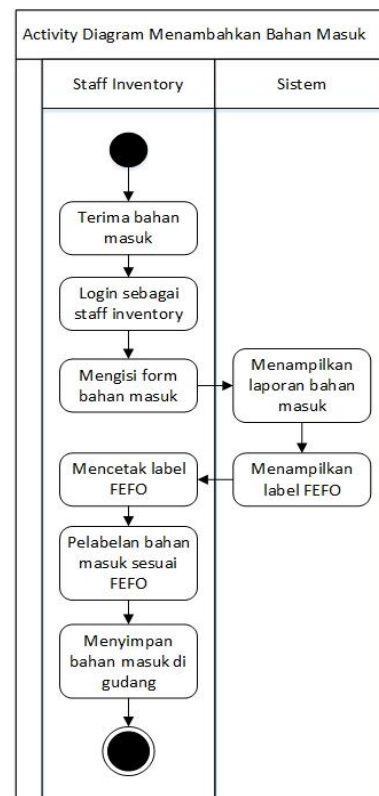 Activity Diagram Menambahkan Bahan Masuk
Staff Inventory
Sistem
Terima bahan
masuk
Login sebagai
staff inventory
Mengisi form
bahan masuk
Menampilkan
laporan bahan
masuk
Menampilkan
label FEFO
Mencetak label
FEFO
Pelabelan bahan
masuk sesuai
FEFO
Menyimpan
bahan masuk di
gudang